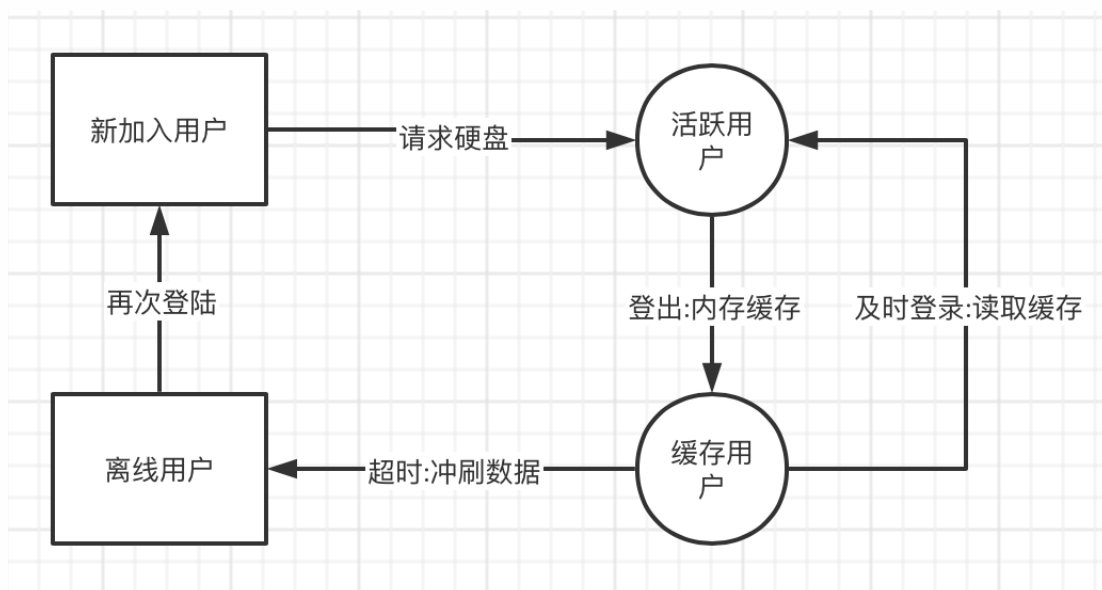 新加入用户
请求硬盘
活跃用
户
再次登陆
登出:内存缓存
及时登录:读取缓存
离线用户
超时:冲刷数据
缓存用
户